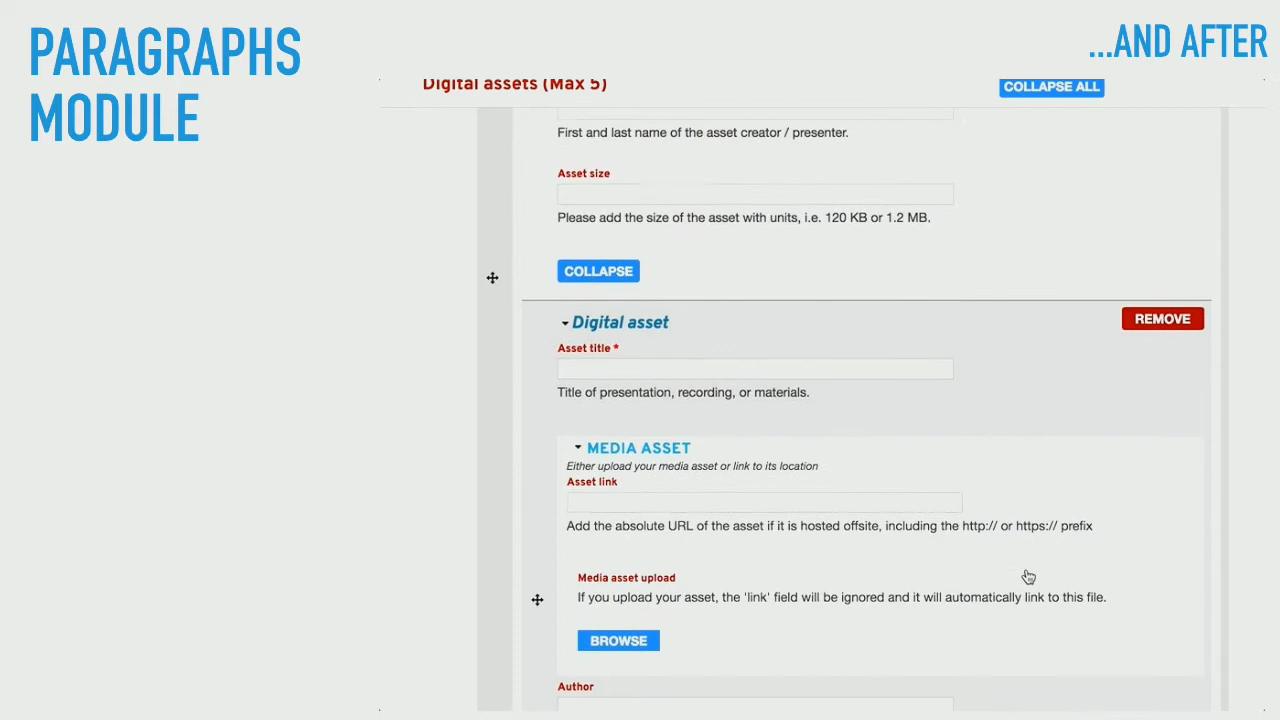 PARAGRAPHS
MODULE
...AND AFTER
Digital assets (Max 5)
COLLAPSE ALL
First and last name of the asset creator / presenter.
Asset size
Please add the size of the asset with units, i.e. 120 KB or 1.2 MB.
COLLAPSE
Digital asset
REMOVE
Asset title *
Title of presentation, recording, or materials.
MEDIA ASSET
Either upload your media asset or link to its location
Asset link
Add the absolute URL of the asset if it is hosted offsite, including the http:// or https:// prefix
Media asset upload
If you upload your asset, the 'link' field will be ignored and it will automatically link to this file.
BROWSE
Author